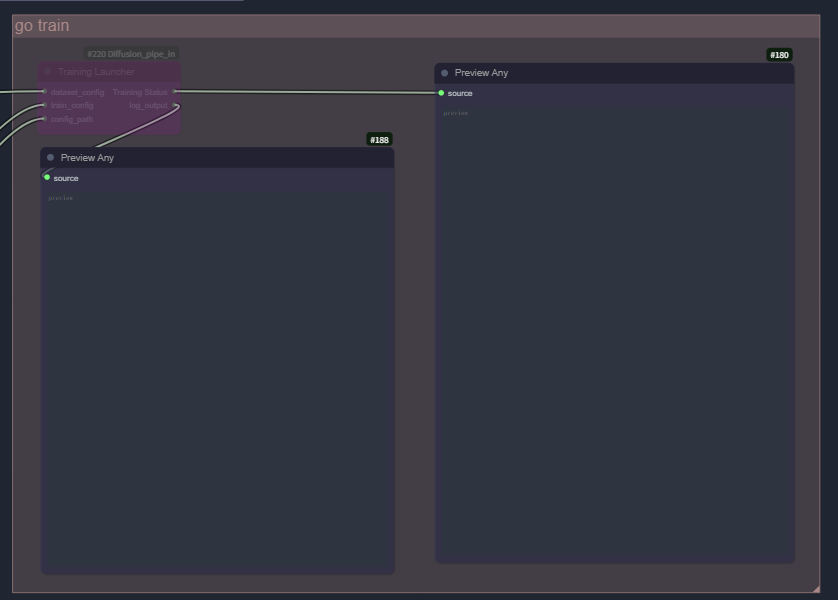 go train
#220 Diffusion_pipe_in
Training Launcher
dataset_config Training Status
train_config log_output
config_path
#188
Preview Any
source
preview
#180
Preview Any
source
preview